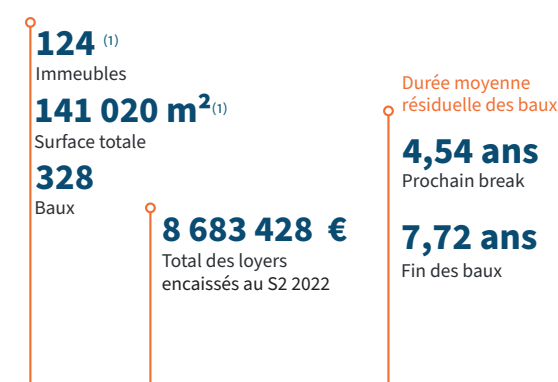 124 (1)
Immeubles
141 020 m²(1)
Surface totale
328
Baux
8 683 428 €
Total des loyers
encaissés au S2 2022
Durée moyenne
résiduelle des baux
4,54 ans
Prochain break
7,72 ans
Fin des baux